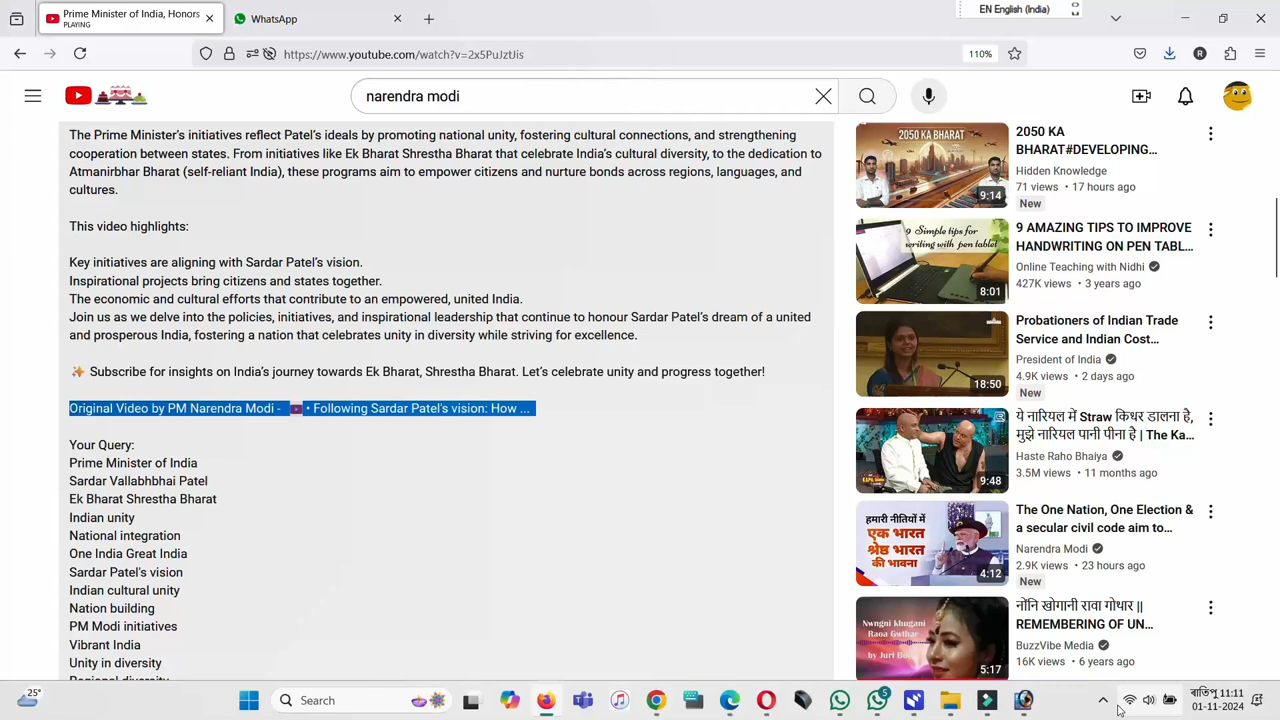 Prime Minister of India, Honors
PLAYING
WhatsApp
EN English (India)
https://www.youtube.com/watch?v=2x5PuJztJis
110%
narendra modi
The Prime Minister's initiatives reflect Patel's ideals by promoting national unity, fostering cultural connections, and strengthening
cooperation between states. From initiatives like Ek Bharat Shrestha Bharat that celebrate India's cultural diversity, to the dedication to
Atmanirbhar Bharat (self-reliant India), these programs aim to empower citizens and nurture bonds across regions, languages, and
cultures.
This video highlights:
Key initiatives are aligning with Sardar Patel's vision.
Inspirational projects bring citizens and states together.
The economic and cultural efforts that contribute to an empowered, united India.
Join us as we delve into the policies, initiatives, and inspirational leadership that continue to honour Sardar Patel's dream of a united
and prosperous India, fostering a nation that celebrates unity in diversity while striving for excellence.
✨ Subscribe for insights on India's journey towards Ek Bharat, Shrestha Bharat. Let's celebrate unity and progress together!
Original Video by PM Narendra Modi - • Following Sardar Patel's vision: How ...
Your Query:
Prime Minister of India
Sardar Vallabhbhai Patel
Ek Bharat Shrestha Bharat
Indian unity
National integration
One India Great India
Sardar Patel's vision
Indian cultural unity
Nation building
PM Modi initiatives
Vibrant India
Unity in diversity
Regional diversity
2050 KA BHARAT
9:14
2050 KA
BHARAT#DEVELOPING...
Hidden Knowledge
71 views • 17 hours ago
New
9 Simple tips for
writing with pen tablet
8:01
9 AMAZING TIPS TO IMPROVE
HANDWRITING ON PEN TABL...
Online Teaching with Nidhi
427K views • 3 years ago
18:50
Probationers of Indian Trade
Service and Indian Cost...
President of India
4.9K views • 2 days ago
New
9:48
ये नारियल में Straw किधर डालना है,
मुझे नारियल पानी पीना है | The Ka...
Haste Raho Bhaiya
3.5M views • 11 months ago
हमारी नीतियों में
एक भारत
श्रेष्ठ भारत
की भावना
4:12
The One Nation, One Election &
a secular civil code aim to...
Narendra Modi
2.9K views • 23 hours ago
New
Nwngni khugani
Raoa Gwthar
by Juri Bo
5:17
नोंनि खोगानी रावा गोथार ||
REMEMBERING OF UN...
BuzzVibe Media
16K views • 6 years ago
25°
Search
5
ৰাতিপু 11:11
01-11-2024